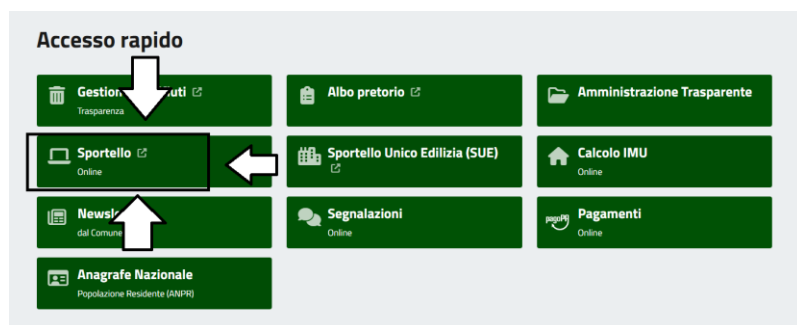 Accesso rapido
Trasparenza
Albo pretorio
Amministrazione Trasparente
Sportello
Online
Sportello Unico Edilizia (SUE)
Calcolo IMU
Online
dal Comune
Segnalazioni
Online
pagoPA
Pagamenti
Online
Anagrafe Nazionale
Popolazione Residente (ANPR)